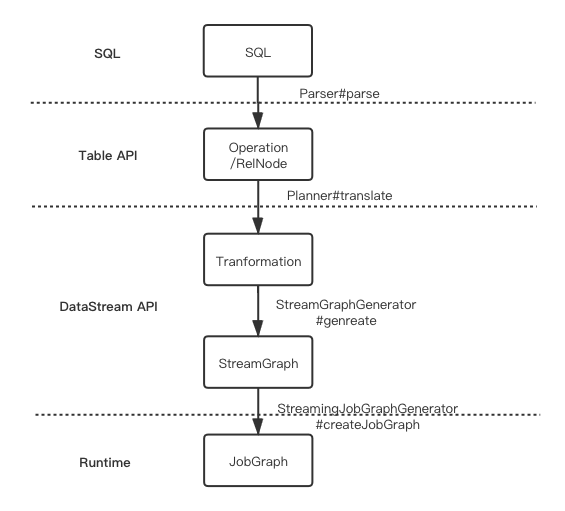 SQL
SQL
Parser#parse
Table API
Operation
/RelNode
Planner#translate
Tranformation
DataStream API
StreamGraphGenerator
#genreate
StreamGraph
StreamingJobGraphGenerator
#createJobGraph
Runtime
JobGraph